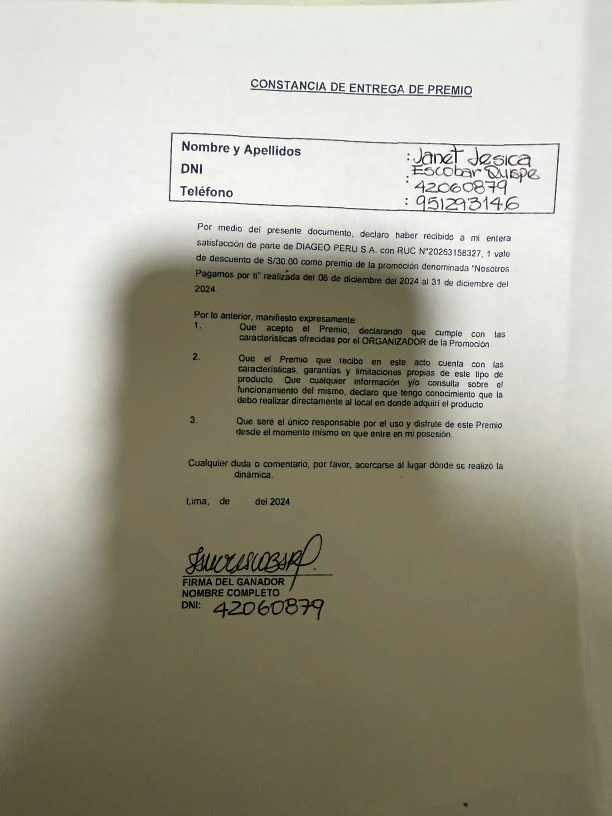 CONSTANCIA DE ENTREGA DE PREMIO
Nombre y Apellidos : Janet Jesica
Escobar Quispe
DNI : 42060879
Teléfono : 951293146
Por medio del presente documento, declaro haber recibido a mi entera
satisfacción de parte de DIAGEO PERU S.A. con RUC N°20263158327, 1 vale
de descuento de S/30.00 como premio de la promoción denominada "Nosotros
Pagamos por ti" realizada del 06 de diciembre del 2024 al 31 de diciembre del
2024
Por lo anterior, manifiesto expresamente:
1. Que acepto el Premio, declarando que cumple con las
características ofrecidas por el ORGANIZADOR de la Promoción
2. Que el Premio que recibo en este acto cuenta con las
características, garantías y limitaciones propias de este tipo de
producto. Que cualquier información y/o consulta sobre el
funcionamiento del mismo, declaro que tengo conocimiento que la
debo realizar directamente al local en donde adquirí el producto
3. Que seré el único responsable por el uso y disfrute de este Premio
desde el momento mismo en que entre en mi posesión.
Cualquier duda o comentario, por favor, acercarse al lugar dónde se realizó la
dinámica.
Lima, de del 2024
FIRMA DEL GANADOR
NOMBRE COMPLETO
DNI: 42060879